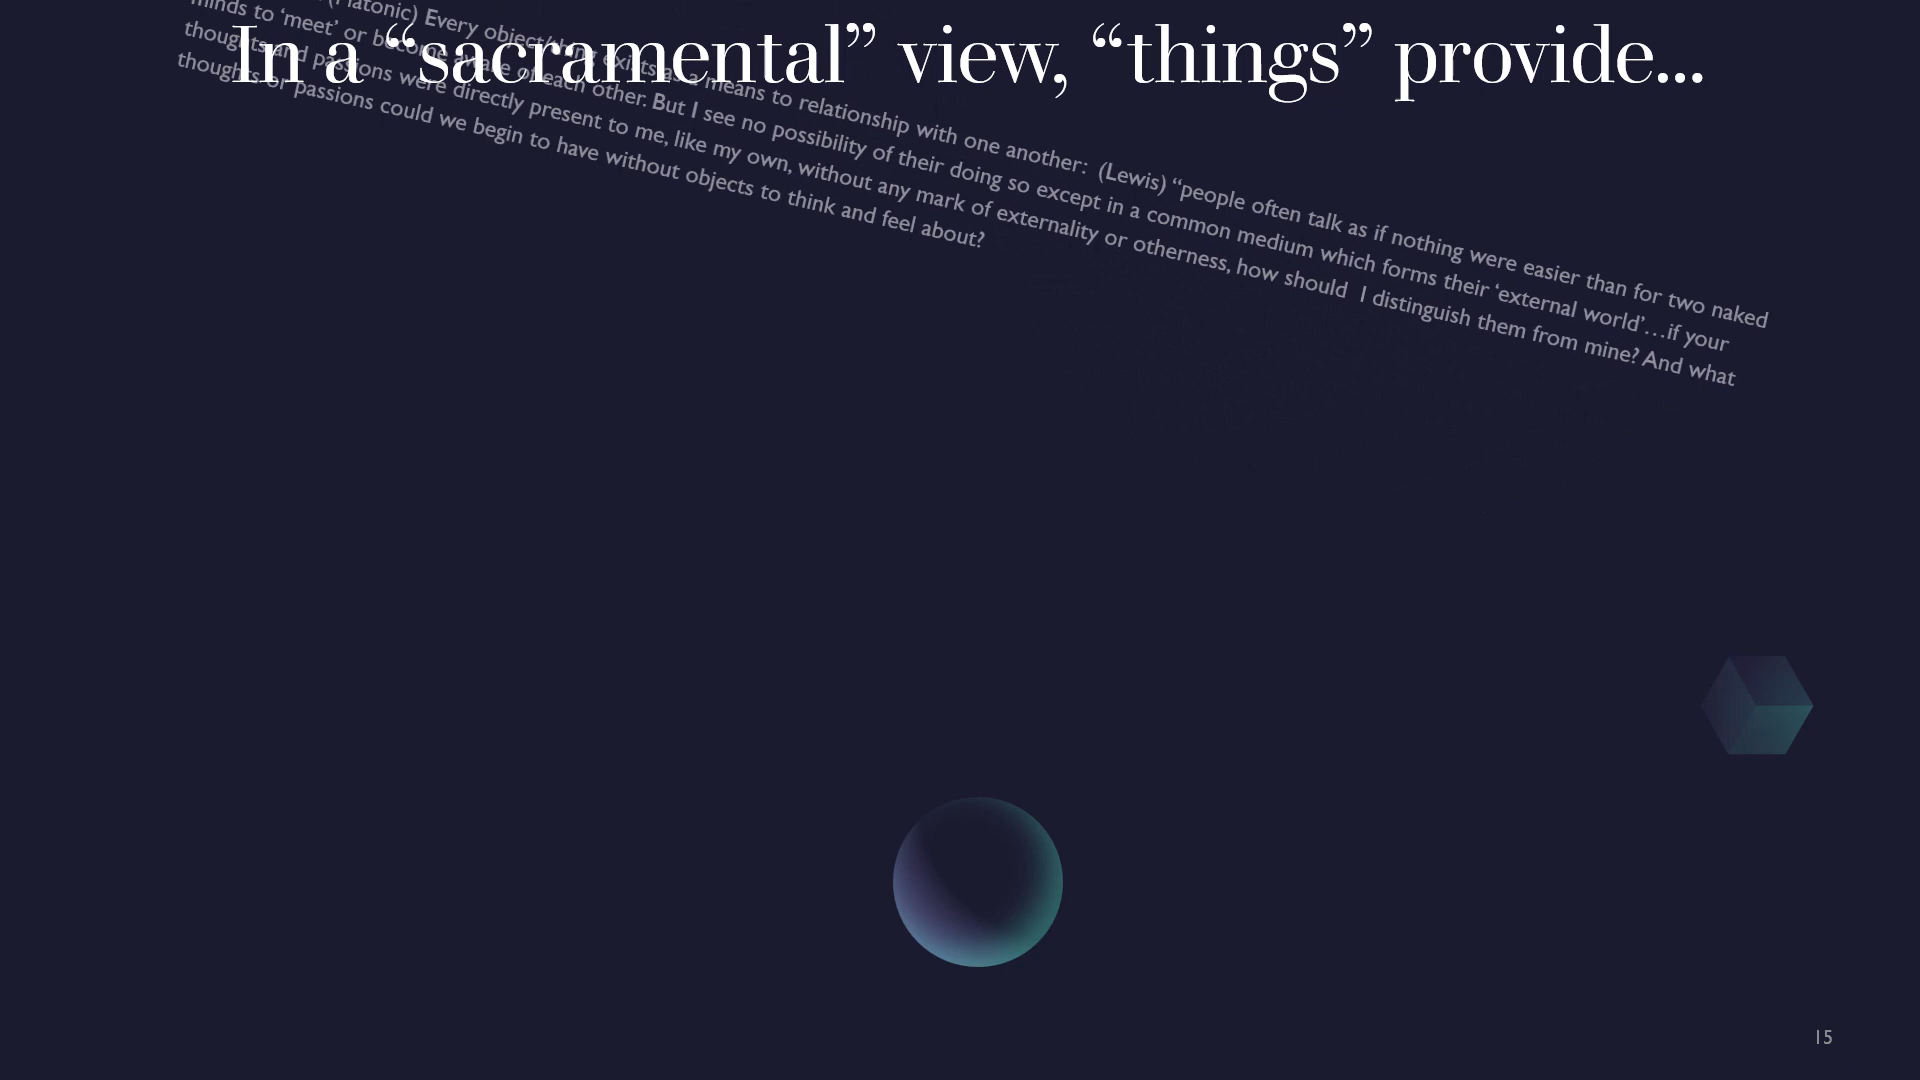 In a “sacramental” view, “things” provide...
(Platonic) Every object/thing exists as a means to relationship with one another:  (Lewis) “people often talk as if nothing were easier than for two naked
minds to ‘meet’ or become aware of each other. But I see no possibility of their doing so except in a common medium which forms their ‘external world’…if your
thoughts and passions were directly present to me, like my own, without any mark of externality or otherness, how should  I distinguish them from mine? And what
thoughts or passions could we begin to have without objects to think and feel about?
15